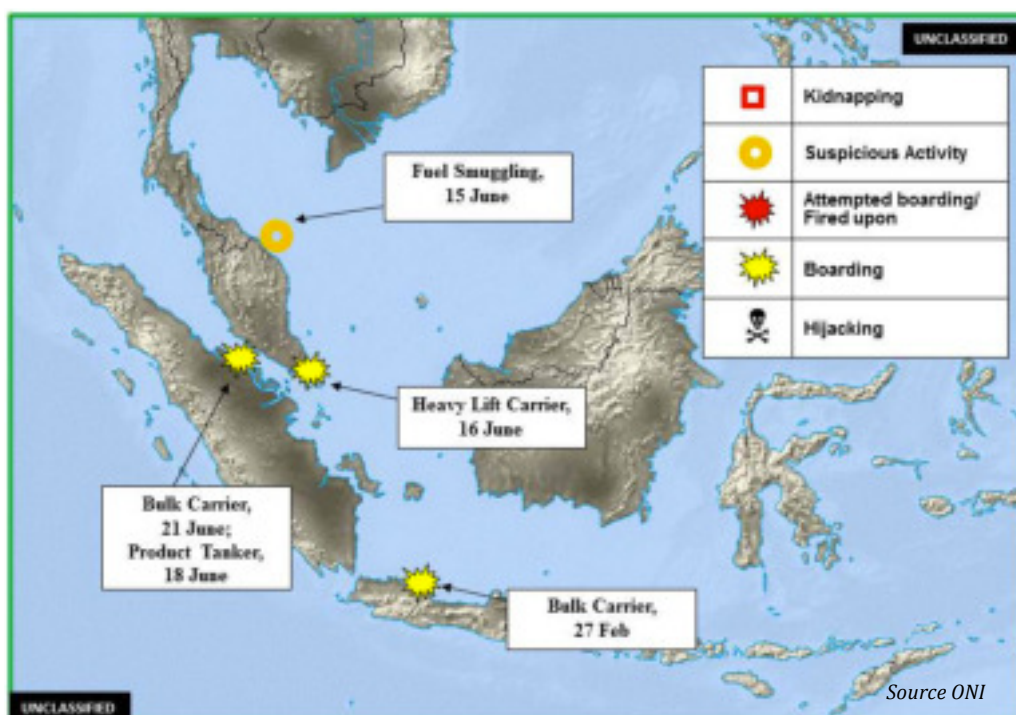 UNCLASSIFIED
Kidnapping
Suspicious Activity
Attempted boarding/
Fired upon
Boarding
Hijacking
Fuel Smuggling,
15 June
Heavy Lift Carrier,
16 June
Bulk Carrier,
21 June;
Product Tanker,
18 June
Bulk Carrier,
27 Feb
Source ONI
UNCLASSIFIED